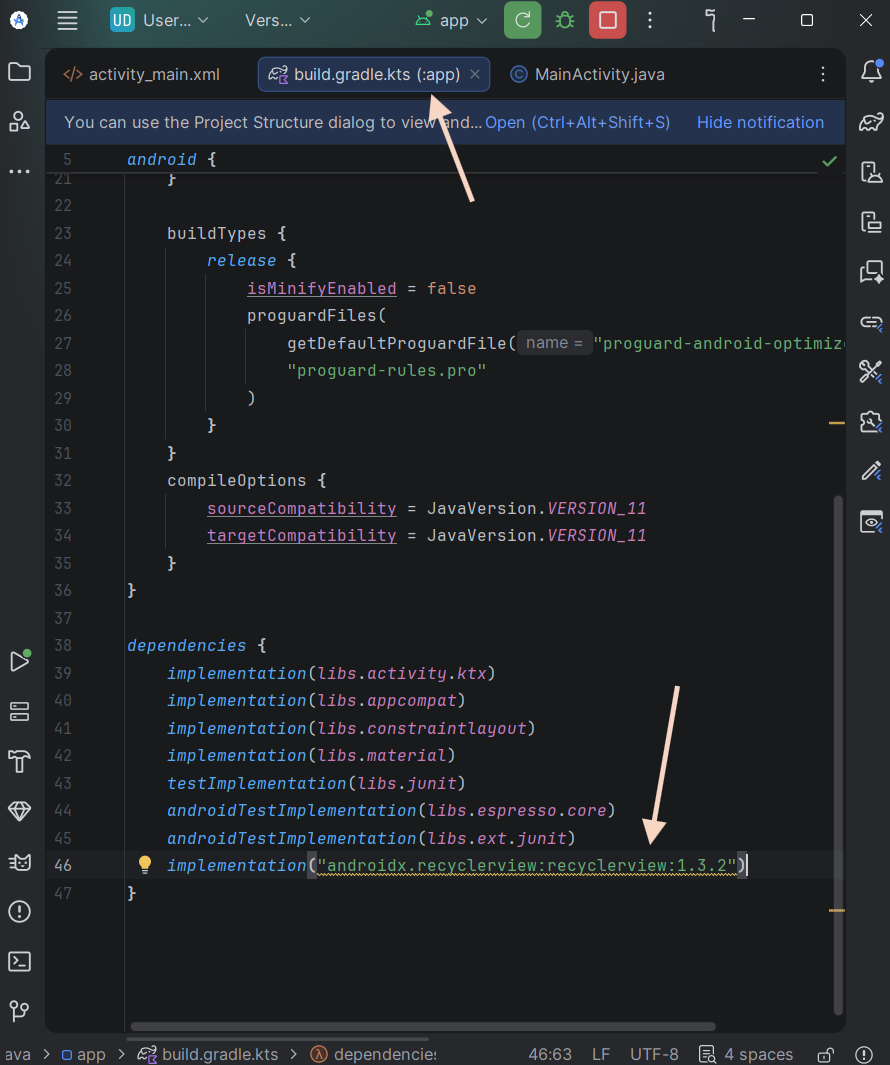 UD User... Vers... app
activity_main.xml build.gradle.kts (:app) MainActivity.java
You can use the Project Structure dialog to view and... Open (Ctrl+Alt+Shift+S) Hide notification
5 android {
21 }
22
23 buildTypes {
24 release {
25 isMinifyEnabled = false
26 proguardFiles(
27 getDefaultProguardFile( name = "proguard-android-optimize
28 "proguard-rules.pro"
29 )
30 }
31 }
32 compileOptions {
33 sourceCompatibility = JavaVersion.VERSION_11
34 targetCompatibility = JavaVersion.VERSION_11
35 }
36 }
37
38 dependencies {
39 implementation(libs.activity.ktx)
40 implementation(libs.appcompat)
41 implementation(libs.constraintlayout)
42 implementation(libs.material)
43 testImplementation(libs.junit)
44 androidTestImplementation(libs.espresso.core)
45 androidTestImplementation(libs.ext.junit)
46 implementation("androidx.recyclerview:recyclerview:1.3.2")
47 }
ava > app > build.gradle.kts > dependencies 46:63 LF UTF-8 4 spaces